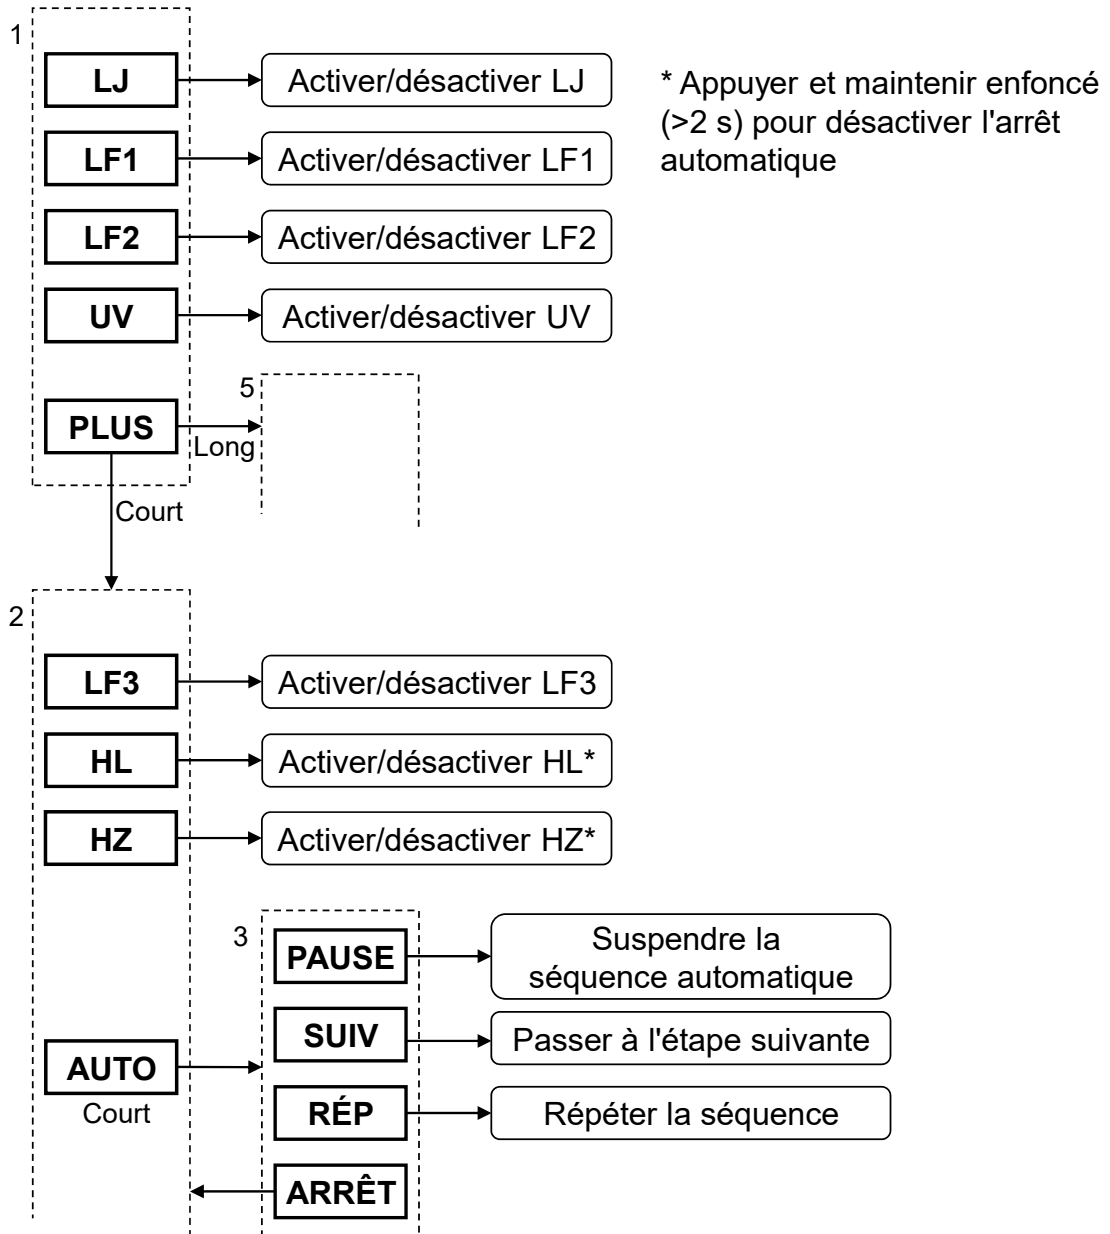 1
LJ
Activer/désactiver LJ
* Appuyer et maintenir enfoncé
(>2 s) pour désactiver l'arrêt
automatique
LF1
Activer/désactiver LF1
LF2
Activer/désactiver LF2
UV
Activer/désactiver UV
5
PLUS
Long
Court
2
LF3
Activer/désactiver LF3
HL
Activer/désactiver HL*
HZ
Activer/désactiver HZ*
3
PAUSE
Suspendre la
séquence automatique
SUIV
Passer à l'étape suivante
AUTO
Court
RÉP
Répéter la séquence
ARRÊT